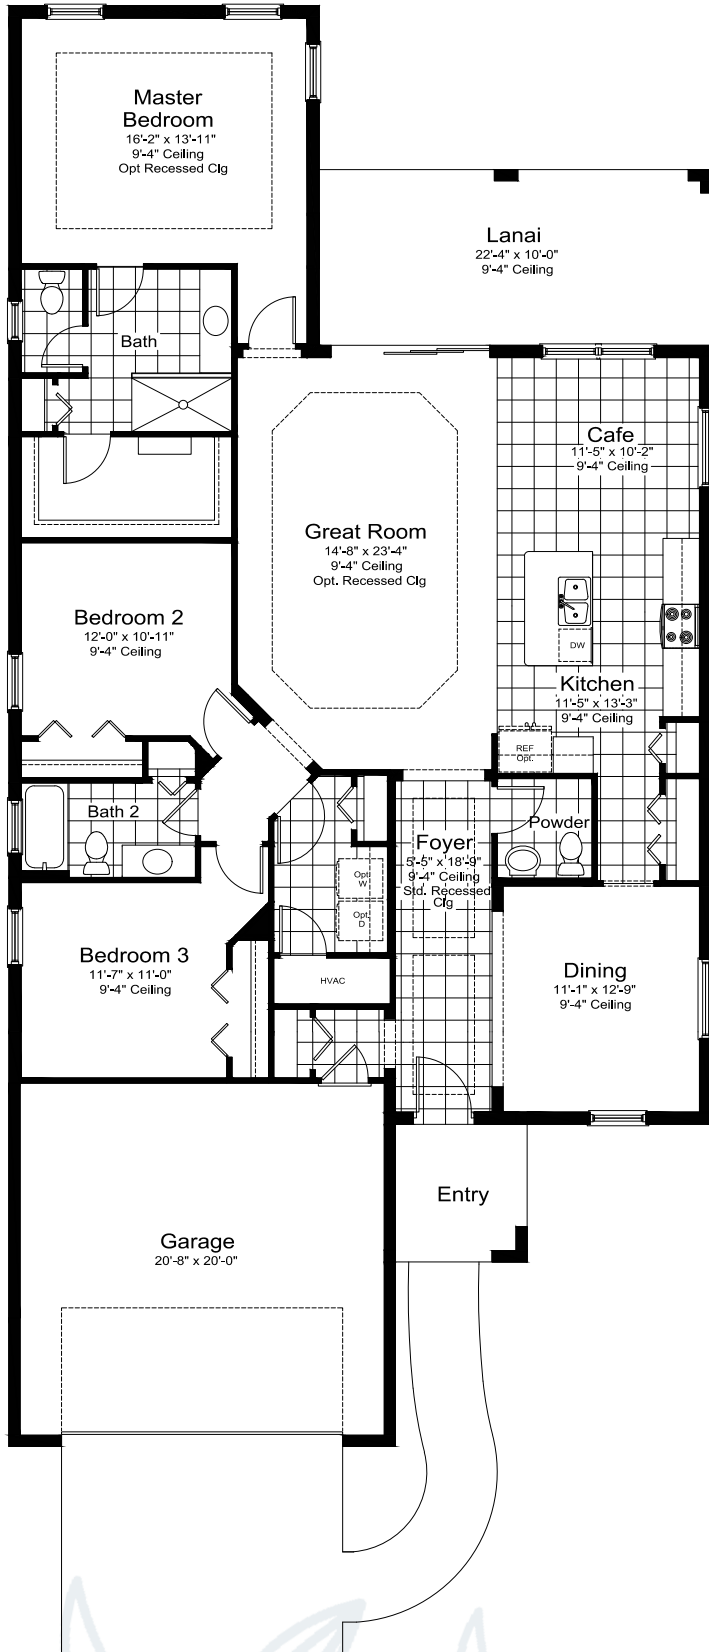 Master
Bedroom
16'-2" x 13'-11"
9'-4" Ceiling
Opt Recessed Clg
Lanai
22'-4" x 10'-0"
9'-4" Ceiling
Bath
Cafe
11'-5" x 10'-2"
9'-4" Ceiling
Great Room
14'-8" x 23'-4"
9'-4" Ceiling
Opt. Recessed Clg
Bedroom 2
12'-0" x 10'-11"
9'-4" Ceiling
DW
Kitchen
11'-5" x 13'-3"
9'-4" Ceiling
REF
Opt.
Bath 2
Powder
Foyer
5'-5" x 18'-9"
9'-4" Ceiling
Std. Recessed
Clg
Opt.
W
Opt.
D
Bedroom 3
11'-7" x 11'-0"
9'-4" Ceiling
HVAC
Dining
11'-1" x 12'-9"
9'-4" Ceiling
Entry
Garage
20'-8" x 20'-0"